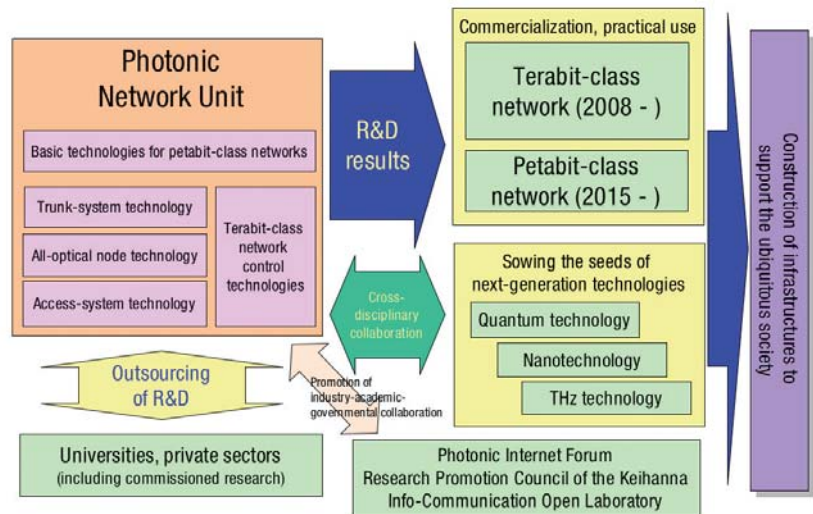 Photonic
Network Unit
Basic technologies for petabit-class networks
Trunk-system technology
All-optical node technology
Access-system technology
Terabit-class
network
control
technologies
R&D
results
Commercialization, practical use
Terabit-class
network (2008 - )
Petabit-class
network (2015 - )
Cross-
disciplinary
collaboration
Sowing the seeds of
next-generation technologies
Quantum technology
Nanotechnology
THz technology
Construction of infrastructures to
support the ubiquitous society
Outsourcing
of R&D
Promotion of
industry-academic-
governmental collaboration
Universities, private sectors
(including commissioned research)
Photonic Internet Forum
Research Promotion Council of the Keihanna
Info-Communication Open Laboratory